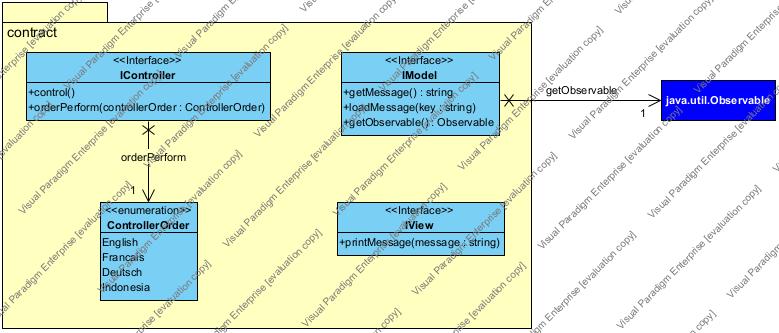 contract
<<Interface>>
IController
+control()
+orderPerform(controllerOrder : ControllerOrder)
<<Interface>>
IModel
+getMessage() : string
+loadMessage(key : string)
+getObservable() : Observable
getObservable
1
java.util.Observable
orderPerform
1
<<enumeration>>
ControllerOrder
English
Francais
Deutsch
Indonesia
<<Interface>>
IView
+printMessage(message : string)
Visual Paradigm Enterprise [evaluation copy]